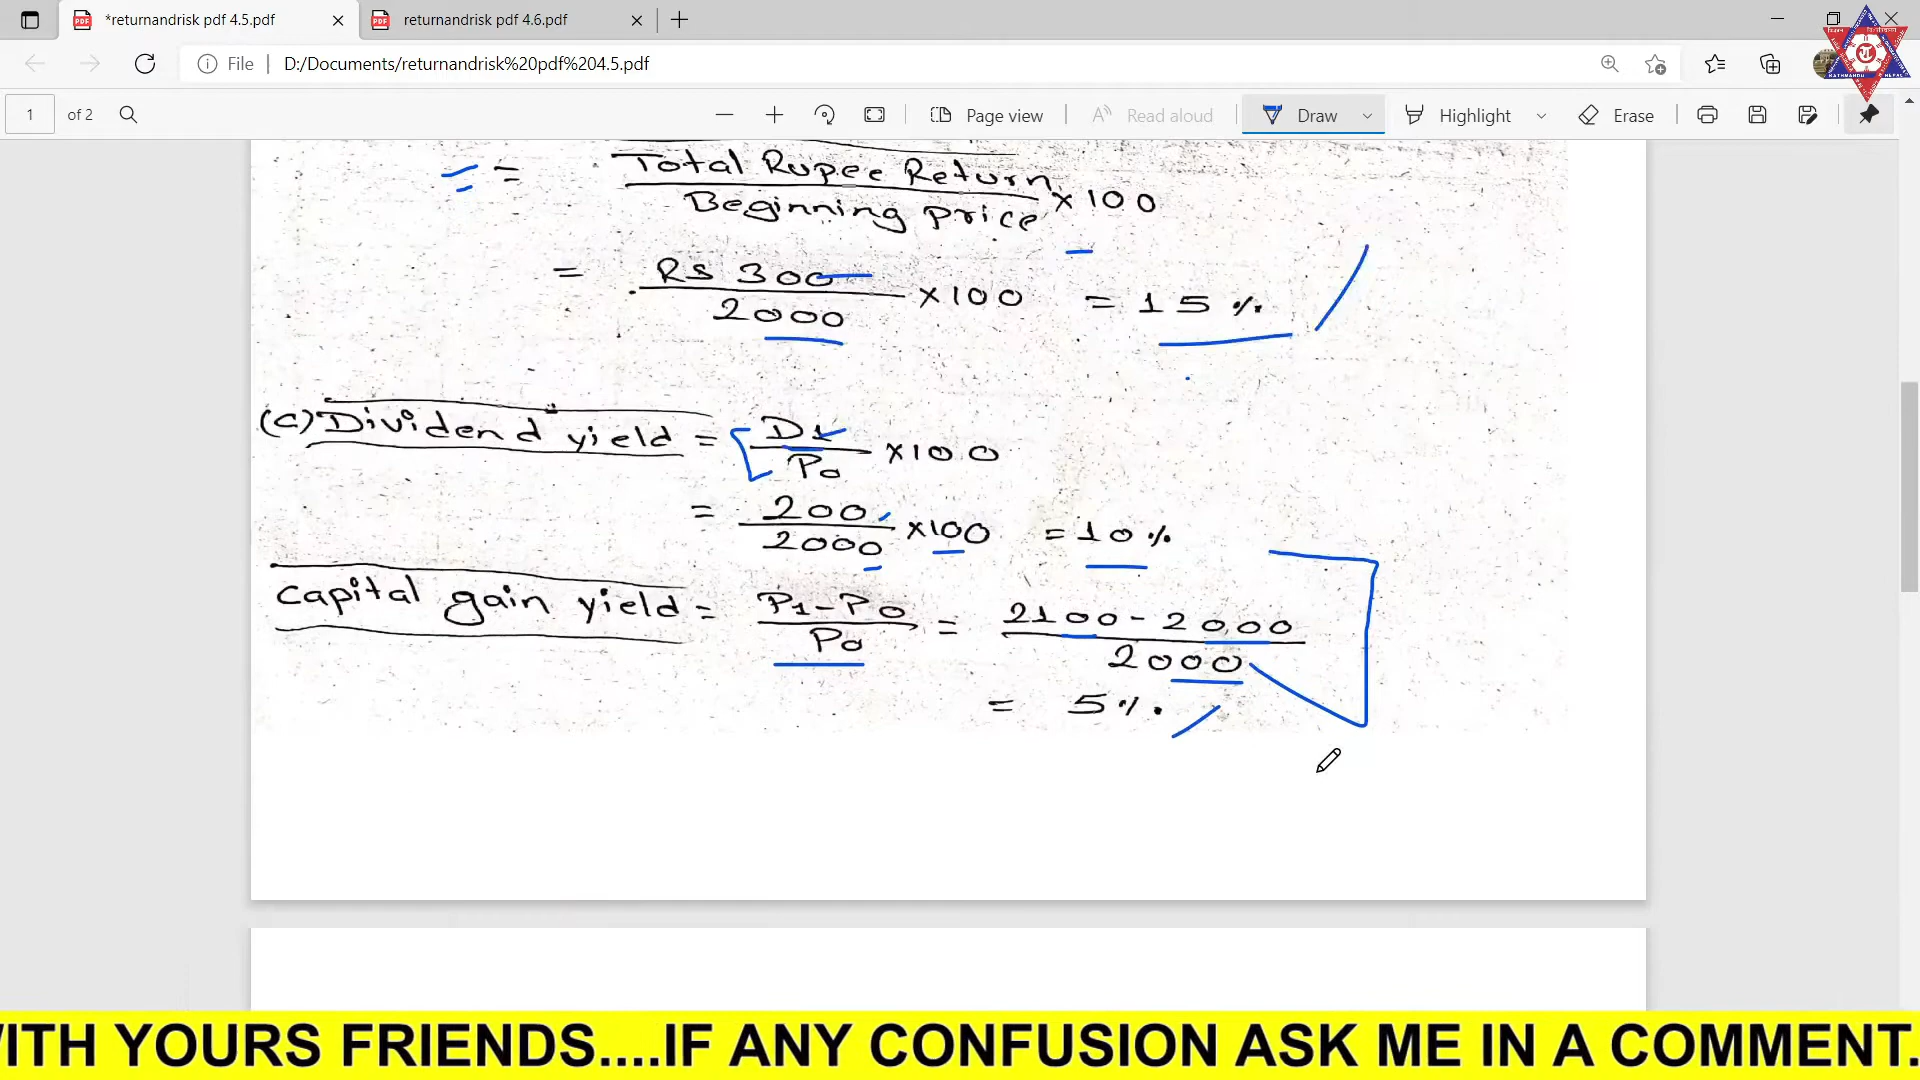 *returnandrisk pdf 4.5.pdf
returnandrisk pdf 4.6.pdf
File D:/Documents/returnandrisk%20pdf%204.5.pdf
1 of 2 Page view Read aloud Draw Highlight Erase
= Total Rupee Return / Beginning price × 100
= RS 300 / 2000 × 100 = 15 %
(C) Dividend yield = D1 / P0 × 100
= 200 / 2000 × 100 = 10 %
capital gain yield = P1 - P0 / P0 = 2100 - 2000 / 2000
= 5 %.
WITH YOURS FRIENDS....IF ANY CONFUSION ASK ME IN A COMMENT.